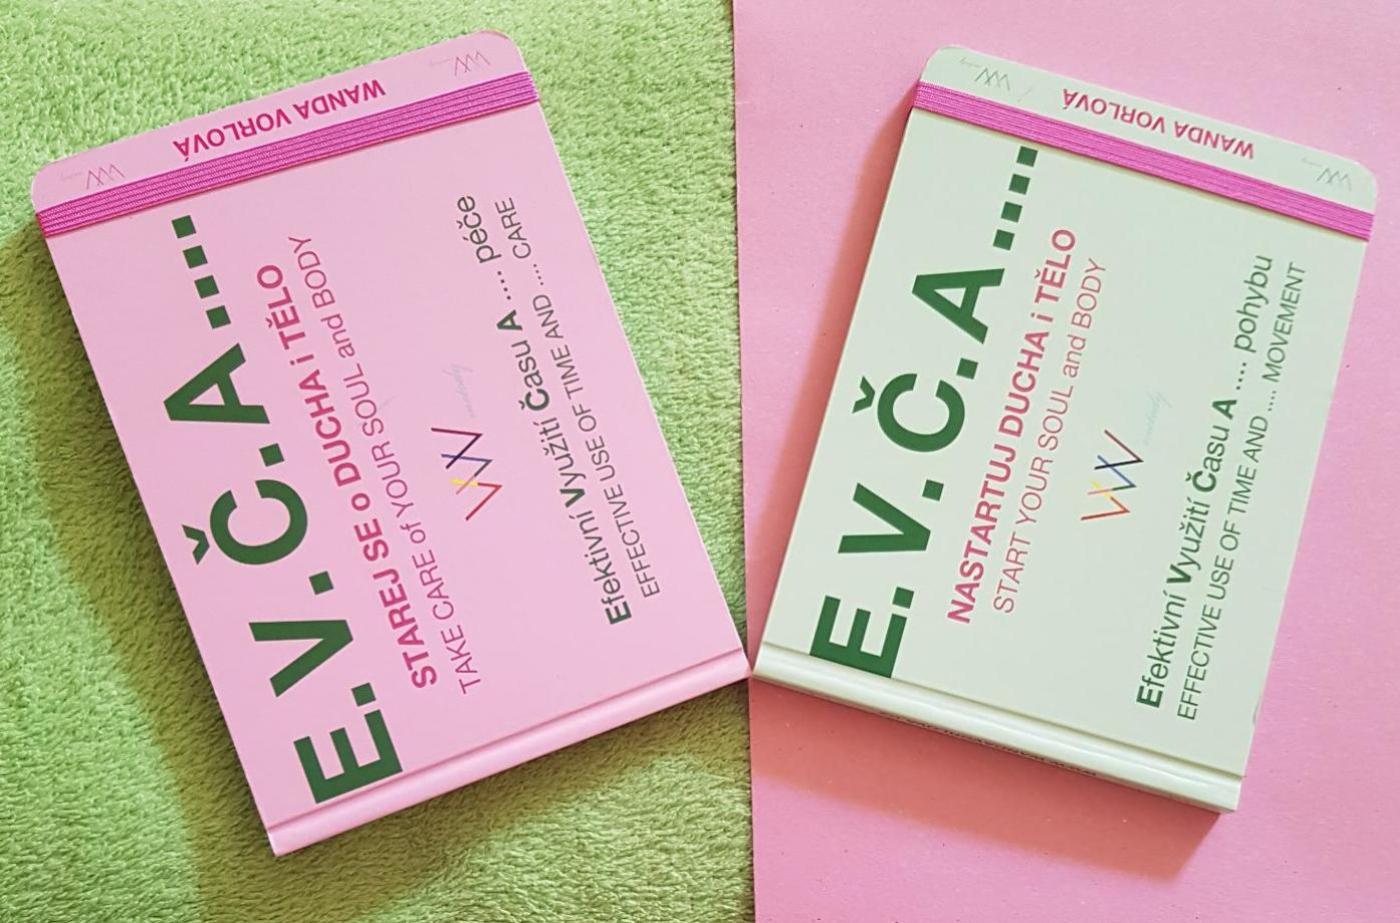 WANDA VORLOVÁ
E.V.Č.A....
STAREJ SE o DUCHA i TĚLO
TAKE CARE of YOUR SOUL and BODY
Efektivní Využití Času A .... péče
EFFECTIVE USE OF TIME AND .... CARE
WANDA VORLOVÁ
E.V.Č.A.....
NASTARTUJ DUCHA i TĚLO
START YOUR SOUL and BODY
Efektivní Využití Času A ..... pohybu
EFFECTIVE USE OF TIME AND ..... MOVEMENT